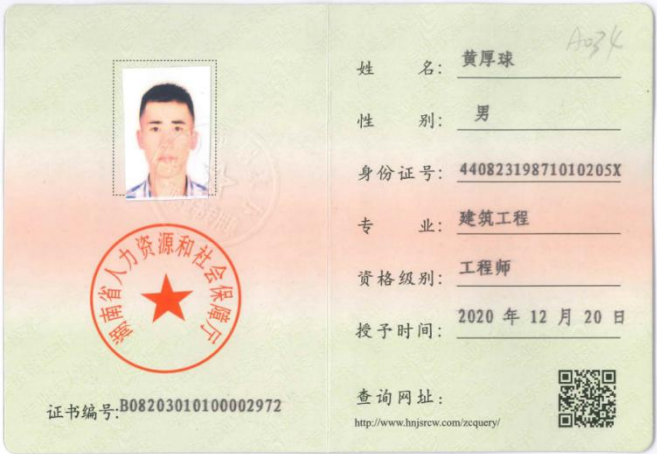 A034
姓 名: 黄厚球
性 别: 男
身份证号: 44082319871010205X
专 业: 建筑工程
资格级别: 工程师
授予时间: 2020 年 12 月 20 日
查询网址:
http://www.hnjsrcw.com/zcquery/
湖南省人力资源和社会保障厅
证书编号:B08203010100002972